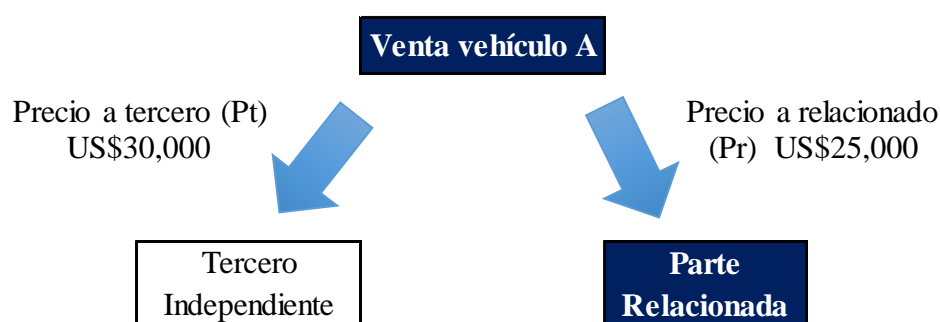 Venta vehículo A
Precio a tercero (Pt)
US$30,000
Precio a relacionado
(Pr) US$25,000
Tercero
Independiente
Parte
Relacionada